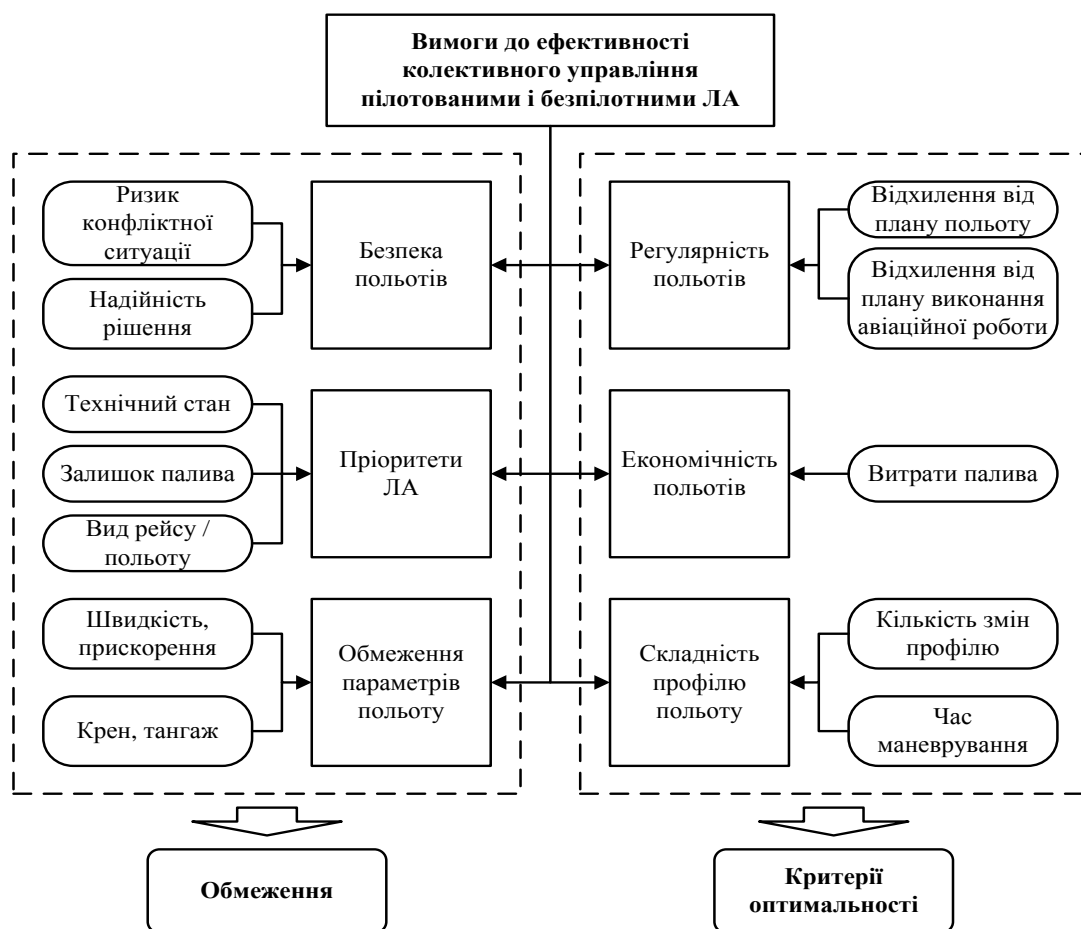 Вимоги до ефективності
колективного управління
пілотованими і безпілотними ЛА
Ризик
конфліктної
ситуації
Надійність
рішення
Безпека
польотів
Регулярність
польотів
Відхилення від
плану польоту
Відхилення від
плану виконання
авіаційної роботи
Технічний стан
Залишок палива
Вид рейсу /
польоту
Пріоритети
ЛА
Економічність
польотів
Витрати палива
Швидкість,
прискорення
Крен, тангаж
Обмеження
параметрів
польоту
Складність
профілю
польоту
Кількість змін
профілю
Час
маневрування
Обмеження
Критерії
оптимальності